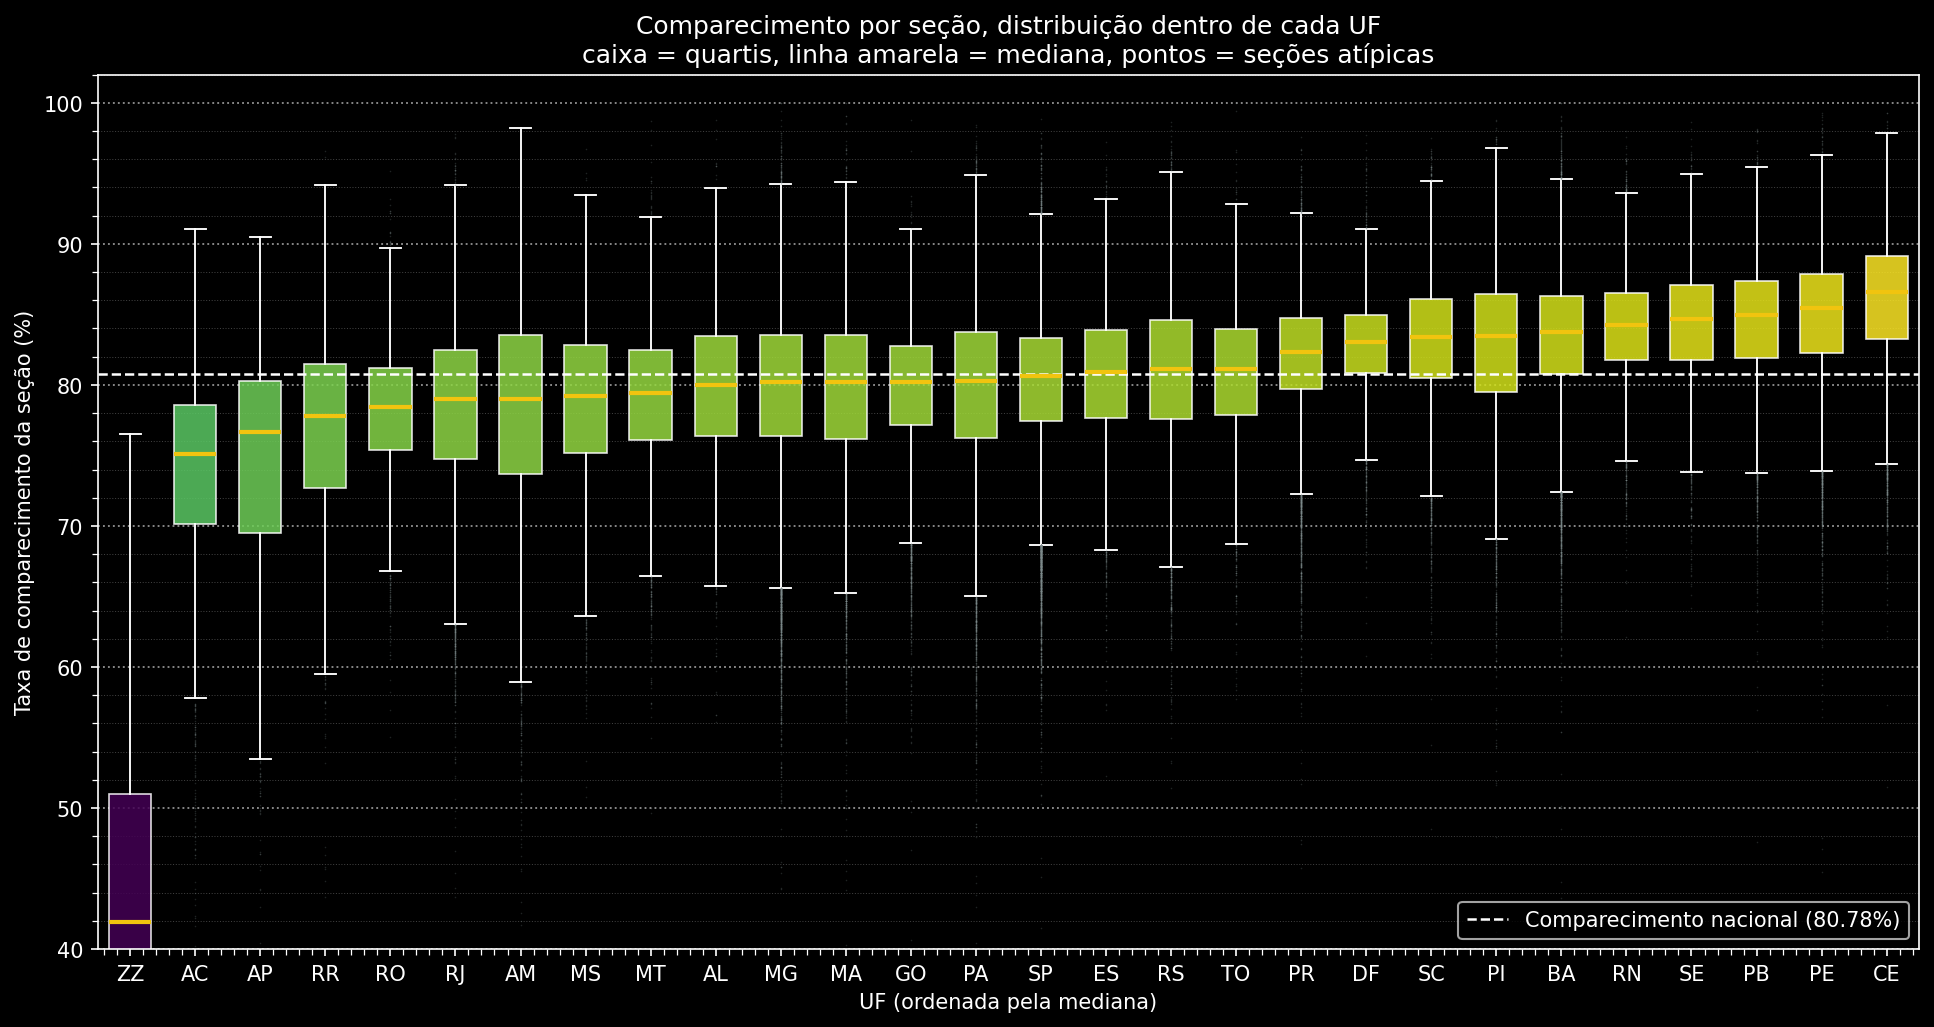 Comparecimento por seção, distribuição dentro de cada UF
caixa = quartis, linha amarela = mediana, pontos = seções atípicas
Taxa de comparecimento da seção (%)
100
90
80
70
60
50
40
Comparecimento nacional (80.78%)
ZZ AC AP RR RO RJ AM MS MT AL MG MA GO PA SP ES RS TO PR DF SC PI BA RN SE PB PE CE
UF (ordenada pela mediana)